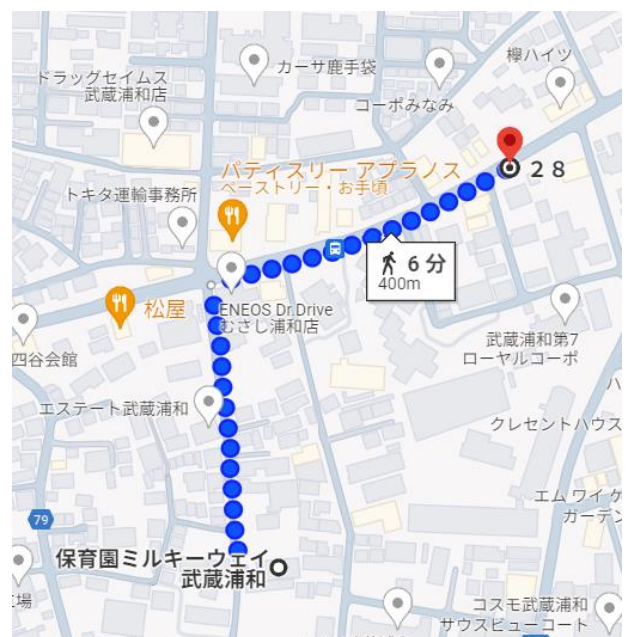 カーサ鹿手袋
欅ハイツ
ドラッグセイムス
武蔵浦和店
コーポみなみ
パティスリー アプラノス
ペーストリー・お手頃
28
トキタ運輸事務所
6 分
400m
ENEOS Dr.Drive
むさし浦和店
松屋
四谷会館
武蔵浦和第7
ローヤルコーポ
エステート武蔵浦和
クレセントハウス
エム ワイ ケ
ガーデン
79
保育園ミルキーウェイ
武蔵浦和
コスモ武蔵浦和
サウスビューコート